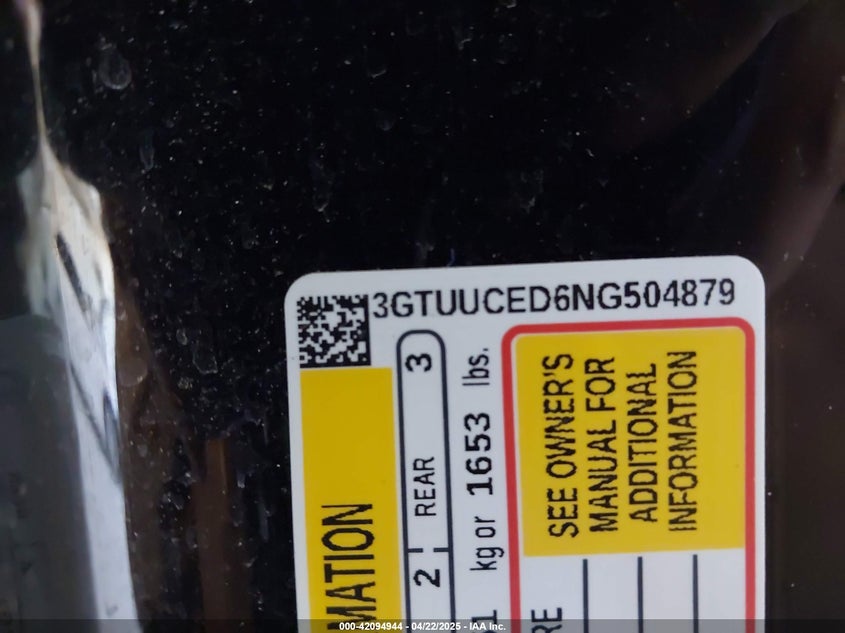 3GTUUCED6NG504879
MATION
2 REAR 3
kg or 1653 lbs.
SEE OWNER'S
MANUAL FOR
ADDITIONAL
INFORMATION
000-42094944 - 04/22/2025 - IAA Inc.